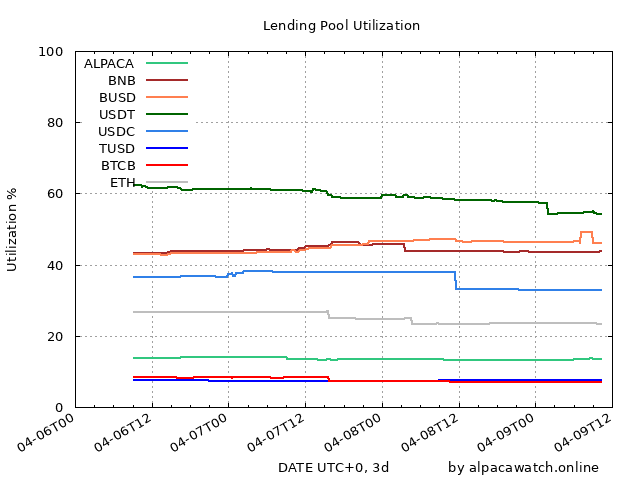 Lending Pool Utilization
100
80
60
40
20
0
Utilization %
ALPACA
BNB
BUSD
USDT
USDC
TUSD
BTCB
ETH
04-06T00
04-06T12
04-07T00
04-07T12
04-08T00
04-08T12
04-09T00
04-09T12
DATE UTC+0, 3d
by alpacawatch.online